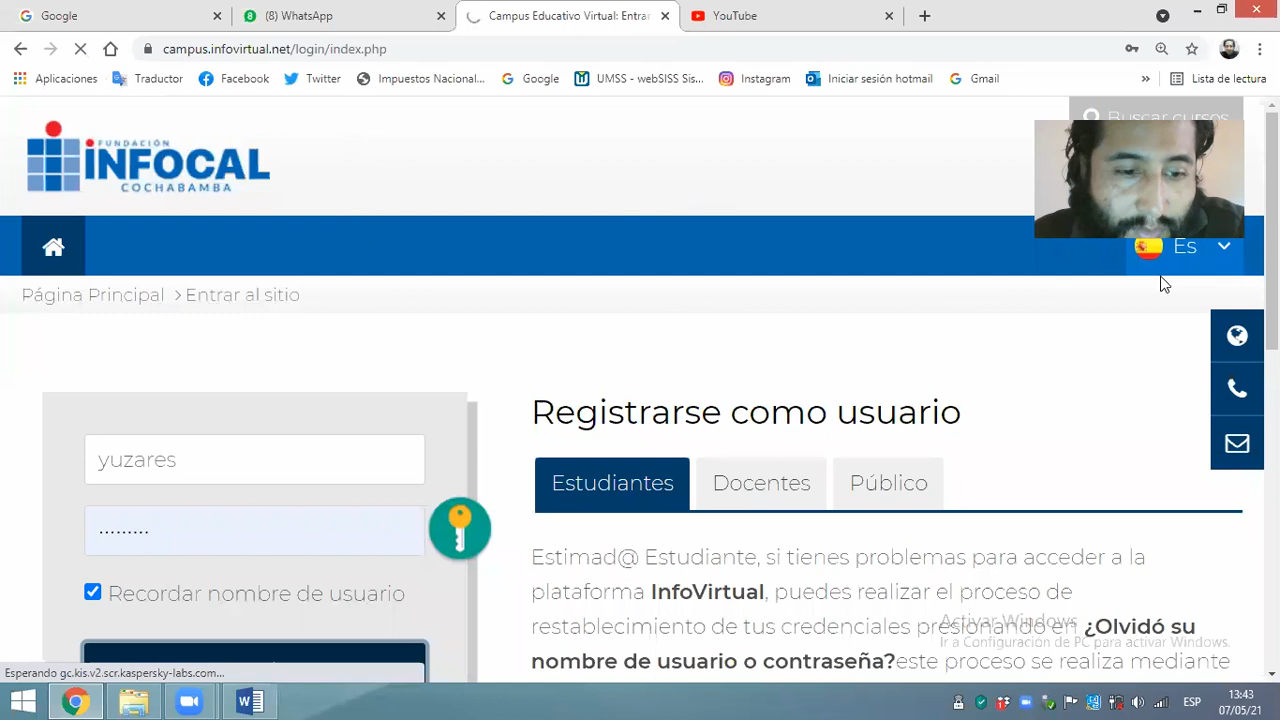 Google
(8) WhatsApp
Campus Educativo Virtual: Entrar
YouTube
campus.infovirtual.net/login/index.php
Aplicaciones
Traductor
Facebook
Twitter
Impuestos Nacional...
Google
UMSS - webSISS Sis...
Instagram
Iniciar sesión hotmail
Gmail
»
Lista de lectura
Buscar cursos
FUNDACIÓN
INFOCAL
COCHABAMBA
Es
Página Principal > Entrar al sitio
Registrarse como usuario
yuzares
Estudiantes
Docentes
Público
.........
Estimad@ Estudiante, si tienes problemas para acceder a la
plataforma InfoVirtual, puedes realizar el proceso de
Recordar nombre de usuario
restablecimiento de tus credenciales presionando en ¿Olvidó su
nombre de usuario o contraseña?este proceso se realiza mediante
Activar Windows
Ir a Configuración de PC para activar Windows.
Esperando gc.kis.v2.scr.kaspersky-labs.com...
ESP
13:43
07/05/21